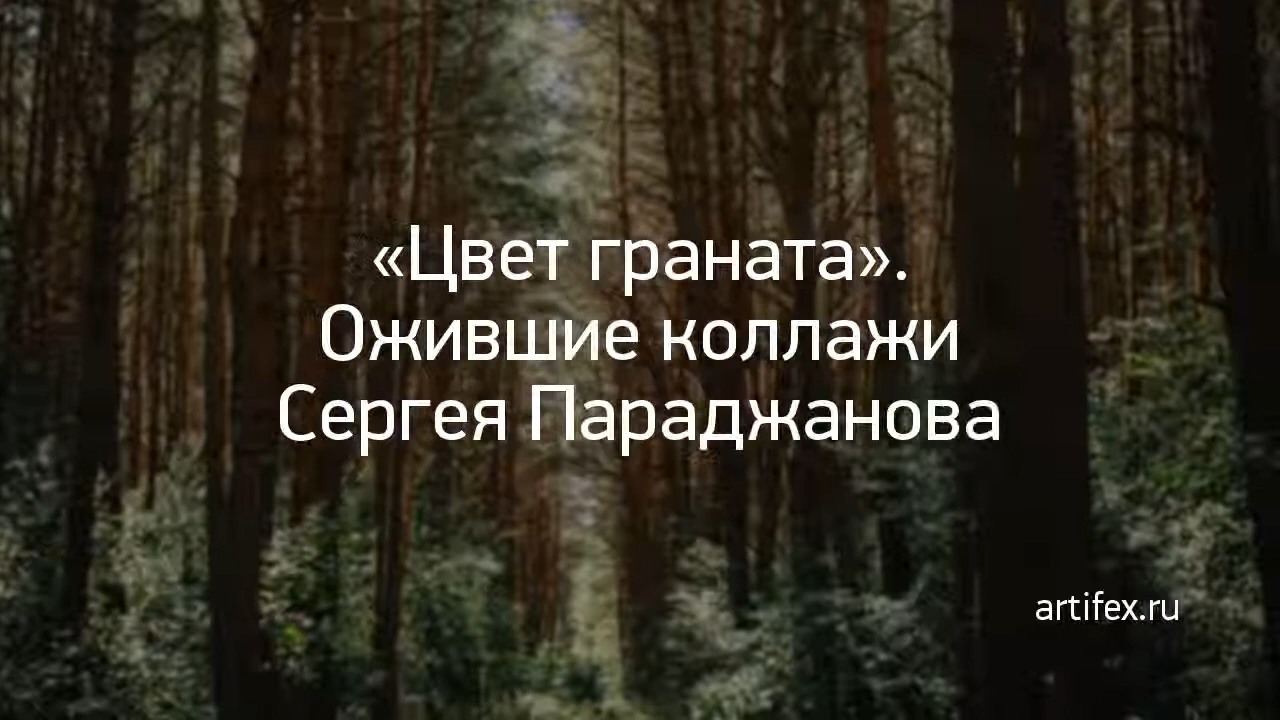 «Цвет граната».
Ожившие коллажи
Сергея Параджанова
artifex.ru